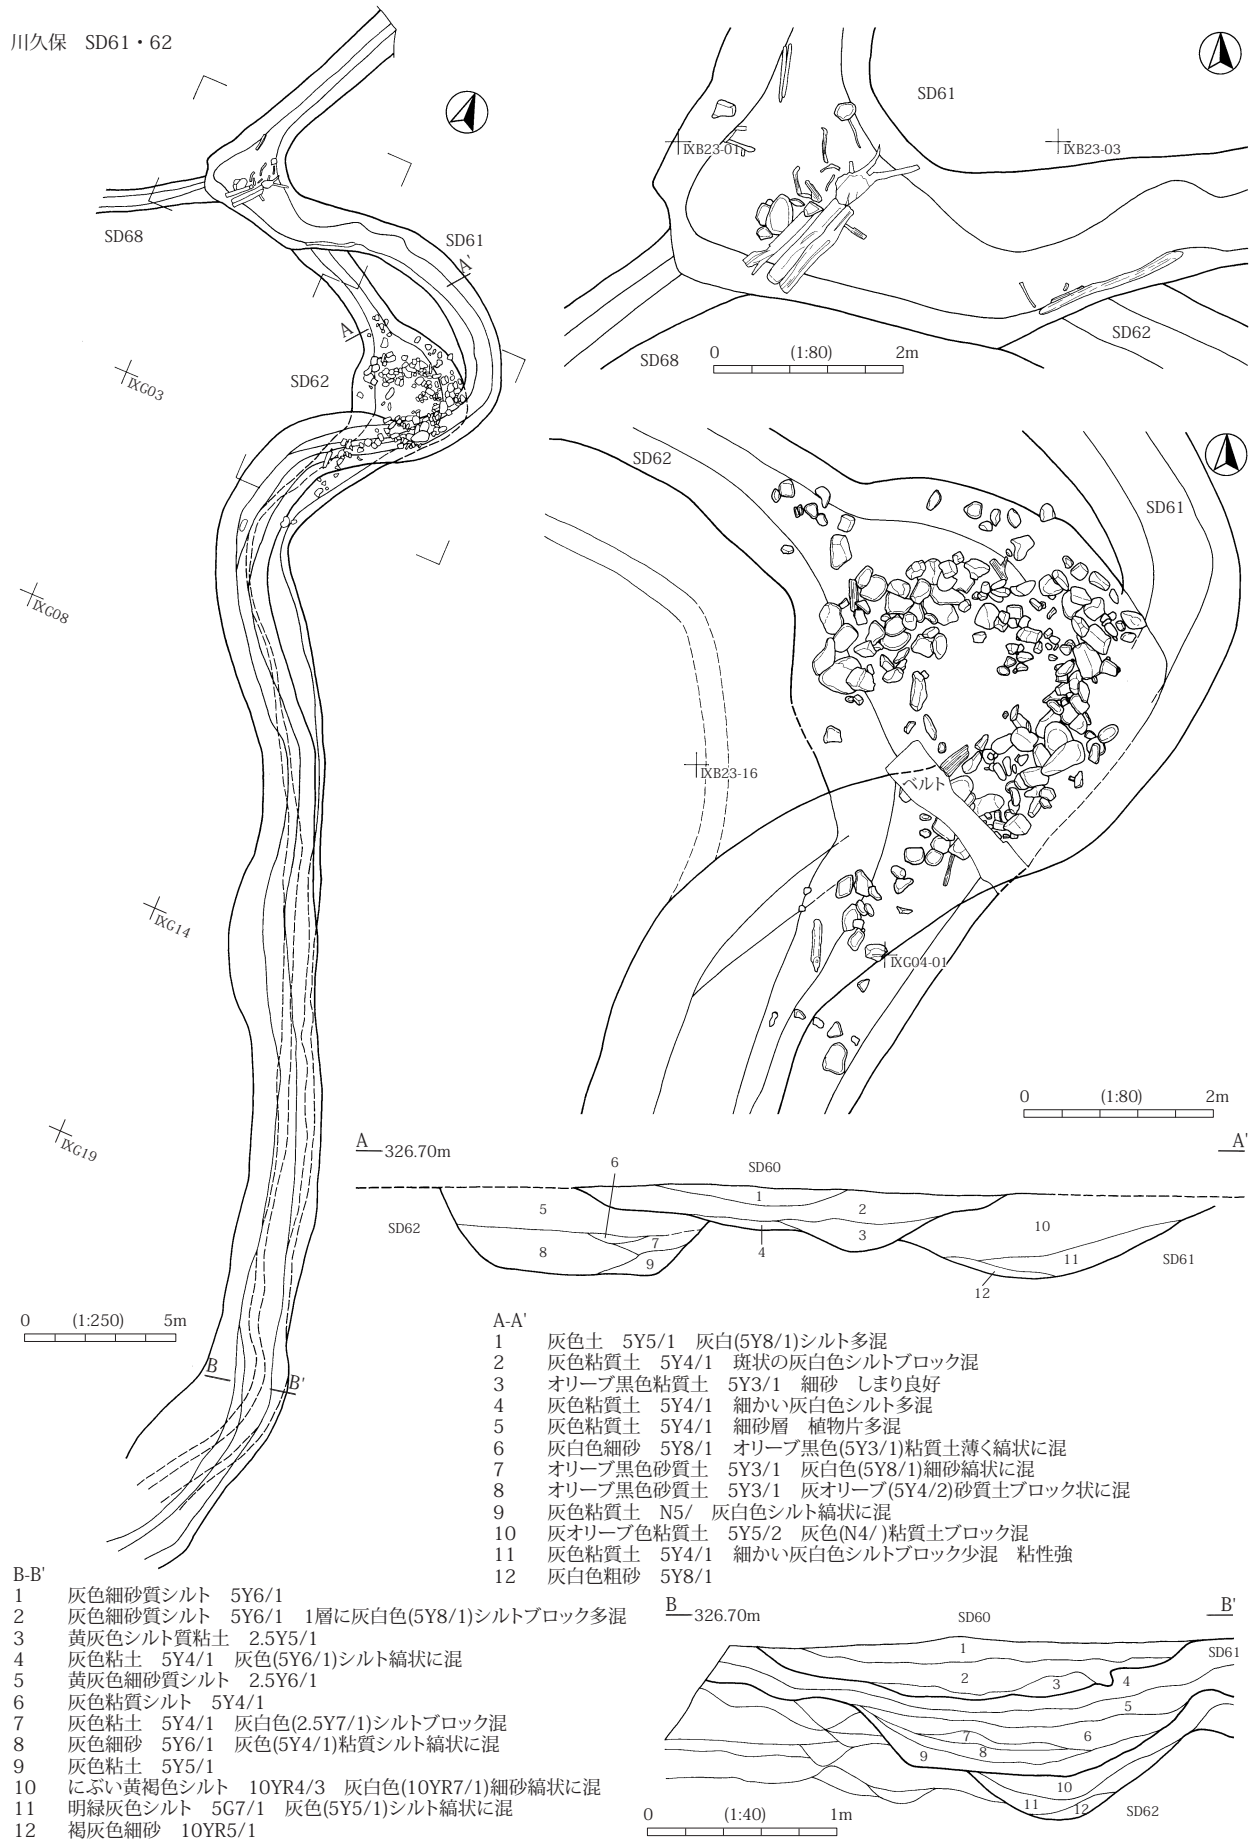 川久保　SD61・62
SD68
SD61
A'
A
SD62
IXG03
IXG08
IXG14
IXG19
0 (1:250) 5m
B
B'
SD61
IXB23-01
IXB23-03
SD62
SD68
0 (1:80) 2m
SD62
SD61
IXB23-16
ベルト
IXG04-01
0 (1:80) 2m
A 326.70m A'
SD60
6
1
2
5
10
SD62
3
7
4
8
9
11
SD61
12
A-A'
1　灰色土　5Y5/1　灰白(5Y8/1)シルト多混
2　灰色粘質土　5Y4/1　斑状の灰白色シルトブロック混
3　オリーブ黒色粘質土　5Y3/1　細砂　しまり良好
4　灰色粘質土　5Y4/1　細かい灰白色シルト多混
5　灰色粘質土　5Y4/1　細砂層　植物片多混
6　灰白色細砂　5Y8/1　オリーブ黒色(5Y3/1)粘質土薄く縞状に混
7　オリーブ黒色砂質土　5Y3/1　灰白色(5Y8/1)細砂縞状に混
8　オリーブ黒色砂質土　5Y3/1　灰オリーブ(5Y4/2)砂質土ブロック状に混
9　灰色粘質土　N5/　灰白色シルト縞状に混
10　灰オリーブ色粘質土　5Y5/2　灰色(N4/ )粘質土ブロック混
11　灰色粘質土　5Y4/1　細かい灰白色シルトブロック少混　粘性強
12　灰白色粗砂　5Y8/1
B-B'
1　灰色細砂質シルト　5Y6/1
2　灰色細砂質シルト　5Y6/1　1層に灰白色(5Y8/1)シルトブロック多混
3　黄灰色シルト質粘土　2.5Y5/1
4　灰色粘土　5Y4/1　灰色(5Y6/1)シルト縞状に混
5　黄灰色細砂質シルト　2.5Y6/1
6　灰色粘質シルト　5Y4/1
7　灰色粘土　5Y4/1　灰白色(2.5Y7/1)シルトブロック混
8　灰色細砂　5Y6/1　灰色(5Y4/1)粘質シルト縞状に混
9　灰色粘土　5Y5/1
10　にぶい黄褐色シルト　10YR4/3　灰白色(10YR7/1)細砂縞状に混
11　明緑灰色シルト　5G7/1　灰色(5Y5/1)シルト縞状に混
12　褐灰色細砂　10YR5/1
B 326.70m B'
SD60
1
SD61
2
3
4
5
7
6
8
9
10
11
12
SD62
0 (1:40) 1m